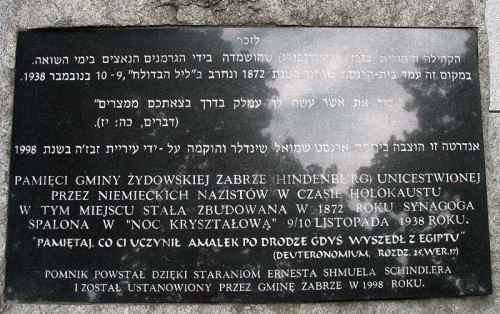 לזכר
הקהילה היהודית בזבז'ה (הינדנבורג) שהושמדה בידי הגרמנים הנאצים בימי השואה.
במקום זה עמד בית-הכנסת שנבנה בשנת 1872 ונחרב ב"ליל הבדולח", 9 - 10 בנובמבר 1938.
"זכור את אשר עשה לך עמלק בדרך בצאתכם ממצרים"
(דברים, כה: יז).
אנדרטה זו הוצבה ביוזמת ארנסט שמואל שינדלר והוקמה על-ידי עיריית זבז'ה בשנת 1998
PAMIĘCI GMINY ŻYDOWSKIEJ ZABRZE (HINDENBURG) UNICESTWIONEJ
PRZEZ NIEMIECKICH NAZISTÓW W CZASIE HOLOKAUSTU
W TYM MIEJSCU STAŁA ZBUDOWANA W 1872 ROKU SYNAGOGA
SPALONA W "NOC KRYSZTAŁOWĄ" 9/10 LISTOPADA 1938 ROKU.
"PAMIĘTAJ, CO CI UCZYNIŁ AMALEK PO DRODZE GDYŚ WYSZEDŁ Z EGIPTU"
(DEUTERONOMIUM, ROZDZ. 25, WER.17)
POMNIK POWSTAŁ DZIĘKI STARANIOM ERNESTA SHMUELA SCHINDLERA
I ZOSTAŁ USTANOWIONY PRZEZ GMINĘ ZABRZE W 1998 ROKU.